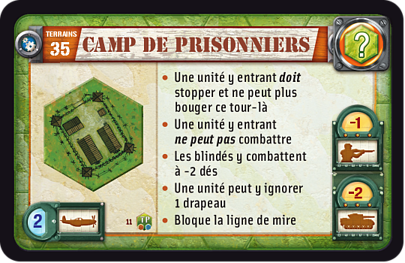 TERRAINS
35
CAMP DE PRISONNIERS
?
• Une unité y entrant doit
stopper et ne peut plus
bouger ce tour-là
• Une unité y entrant
ne peut pas combattre
• Les blindés y combattent
à -2 dés
• Une unité peut y ignorer
1 drapeau
• Bloque la ligne de mire
-1
-2
2
11